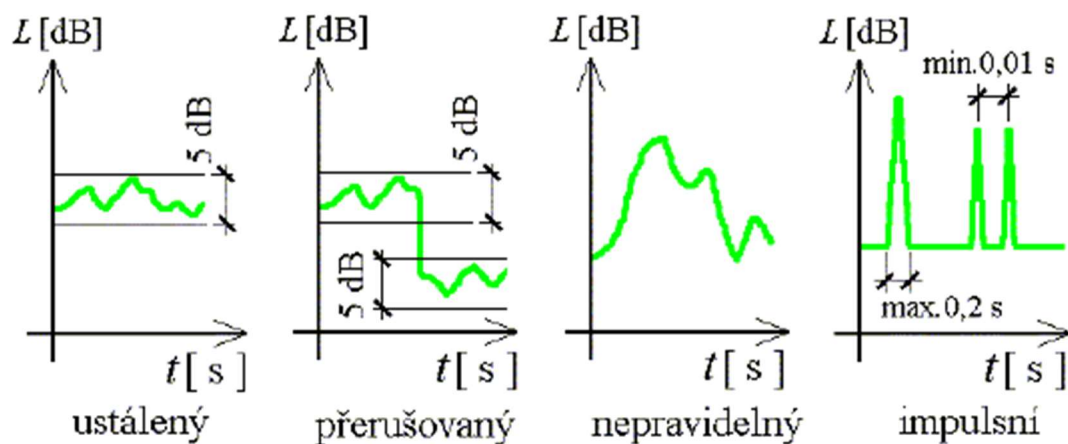 L [dB]
5 dB
t [ s ]
ustálený
L [dB]
5 dB
5 dB
t [ s ]
přerušovaný
L [dB]
t [ s ]
nepravidelný
L [dB]
min.0,01 s
max.0,2 s
t [ s ]
impulsní